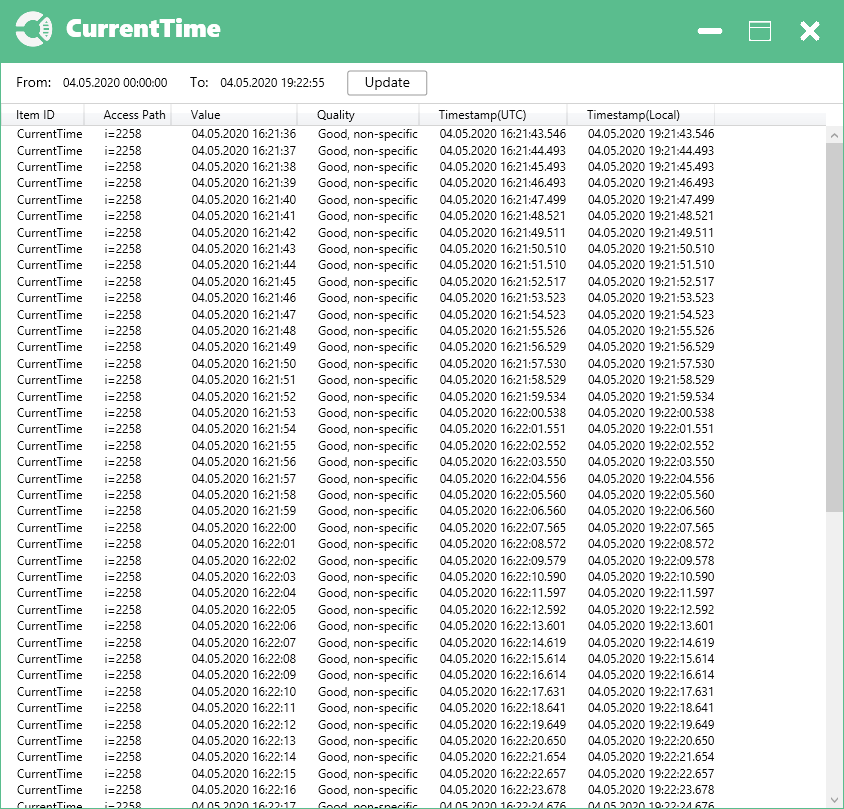 CurrentTime
From: 04.05.2020 00:00:00 To: 04.05.2020 19:22:55 Update
Item ID Access Path Value Quality Timestamp(UTC) Timestamp(Local)
CurrentTime i=2258 04.05.2020 16:21:36 Good, non-specific 04.05.2020 16:21:43.546 04.05.2020 19:21:43.546
CurrentTime i=2258 04.05.2020 16:21:37 Good, non-specific 04.05.2020 16:21:44.493 04.05.2020 19:21:44.493
CurrentTime i=2258 04.05.2020 16:21:38 Good, non-specific 04.05.2020 16:21:45.493 04.05.2020 19:21:45.493
CurrentTime i=2258 04.05.2020 16:21:39 Good, non-specific 04.05.2020 16:21:46.493 04.05.2020 19:21:46.493
CurrentTime i=2258 04.05.2020 16:21:40 Good, non-specific 04.05.2020 16:21:47.499 04.05.2020 19:21:47.499
CurrentTime i=2258 04.05.2020 16:21:41 Good, non-specific 04.05.2020 16:21:48.521 04.05.2020 19:21:48.521
CurrentTime i=2258 04.05.2020 16:21:42 Good, non-specific 04.05.2020 16:21:49.511 04.05.2020 19:21:49.511
CurrentTime i=2258 04.05.2020 16:21:43 Good, non-specific 04.05.2020 16:21:50.510 04.05.2020 19:21:50.510
CurrentTime i=2258 04.05.2020 16:21:44 Good, non-specific 04.05.2020 16:21:51.510 04.05.2020 19:21:51.510
CurrentTime i=2258 04.05.2020 16:21:45 Good, non-specific 04.05.2020 16:21:52.517 04.05.2020 19:21:52.517
CurrentTime i=2258 04.05.2020 16:21:46 Good, non-specific 04.05.2020 16:21:53.523 04.05.2020 19:21:53.523
CurrentTime i=2258 04.05.2020 16:21:47 Good, non-specific 04.05.2020 16:21:54.523 04.05.2020 19:21:54.523
CurrentTime i=2258 04.05.2020 16:21:48 Good, non-specific 04.05.2020 16:21:55.526 04.05.2020 19:21:55.526
CurrentTime i=2258 04.05.2020 16:21:49 Good, non-specific 04.05.2020 16:21:56.529 04.05.2020 19:21:56.529
CurrentTime i=2258 04.05.2020 16:21:50 Good, non-specific 04.05.2020 16:21:57.530 04.05.2020 19:21:57.530
CurrentTime i=2258 04.05.2020 16:21:51 Good, non-specific 04.05.2020 16:21:58.529 04.05.2020 19:21:58.529
CurrentTime i=2258 04.05.2020 16:21:52 Good, non-specific 04.05.2020 16:21:59.534 04.05.2020 19:21:59.534
CurrentTime i=2258 04.05.2020 16:21:53 Good, non-specific 04.05.2020 16:22:00.538 04.05.2020 19:22:00.538
CurrentTime i=2258 04.05.2020 16:21:54 Good, non-specific 04.05.2020 16:22:01.551 04.05.2020 19:22:01.551
CurrentTime i=2258 04.05.2020 16:21:55 Good, non-specific 04.05.2020 16:22:02.552 04.05.2020 19:22:02.552
CurrentTime i=2258 04.05.2020 16:21:56 Good, non-specific 04.05.2020 16:22:03.550 04.05.2020 19:22:03.550
CurrentTime i=2258 04.05.2020 16:21:57 Good, non-specific 04.05.2020 16:22:04.556 04.05.2020 19:22:04.556
CurrentTime i=2258 04.05.2020 16:21:58 Good, non-specific 04.05.2020 16:22:05.560 04.05.2020 19:22:05.560
CurrentTime i=2258 04.05.2020 16:21:59 Good, non-specific 04.05.2020 16:22:06.560 04.05.2020 19:22:06.560
CurrentTime i=2258 04.05.2020 16:22:00 Good, non-specific 04.05.2020 16:22:07.565 04.05.2020 19:22:07.565
CurrentTime i=2258 04.05.2020 16:22:01 Good, non-specific 04.05.2020 16:22:08.572 04.05.2020 19:22:08.572
CurrentTime i=2258 04.05.2020 16:22:02 Good, non-specific 04.05.2020 16:22:09.579 04.05.2020 19:22:09.578
CurrentTime i=2258 04.05.2020 16:22:03 Good, non-specific 04.05.2020 16:22:10.590 04.05.2020 19:22:10.590
CurrentTime i=2258 04.05.2020 16:22:04 Good, non-specific 04.05.2020 16:22:11.597 04.05.2020 19:22:11.597
CurrentTime i=2258 04.05.2020 16:22:05 Good, non-specific 04.05.2020 16:22:12.592 04.05.2020 19:22:12.592
CurrentTime i=2258 04.05.2020 16:22:06 Good, non-specific 04.05.2020 16:22:13.601 04.05.2020 19:22:13.601
CurrentTime i=2258 04.05.2020 16:22:07 Good, non-specific 04.05.2020 16:22:14.619 04.05.2020 19:22:14.619
CurrentTime i=2258 04.05.2020 16:22:08 Good, non-specific 04.05.2020 16:22:15.614 04.05.2020 19:22:15.614
CurrentTime i=2258 04.05.2020 16:22:09 Good, non-specific 04.05.2020 16:22:16.614 04.05.2020 19:22:16.614
CurrentTime i=2258 04.05.2020 16:22:10 Good, non-specific 04.05.2020 16:22:17.631 04.05.2020 19:22:17.631
CurrentTime i=2258 04.05.2020 16:22:11 Good, non-specific 04.05.2020 16:22:18.641 04.05.2020 19:22:18.641
CurrentTime i=2258 04.05.2020 16:22:12 Good, non-specific 04.05.2020 16:22:19.649 04.05.2020 19:22:19.649
CurrentTime i=2258 04.05.2020 16:22:13 Good, non-specific 04.05.2020 16:22:20.650 04.05.2020 19:22:20.650
CurrentTime i=2258 04.05.2020 16:22:14 Good, non-specific 04.05.2020 16:22:21.654 04.05.2020 19:22:21.654
CurrentTime i=2258 04.05.2020 16:22:15 Good, non-specific 04.05.2020 16:22:22.657 04.05.2020 19:22:22.657
CurrentTime i=2258 04.05.2020 16:22:16 Good, non-specific 04.05.2020 16:22:23.678 04.05.2020 19:22:23.678
CurrentTime i=2258 04.05.2020 16:22:17 Good, non-specific 04.05.2020 16:22:24.676 04.05.2020 19:22:24.676